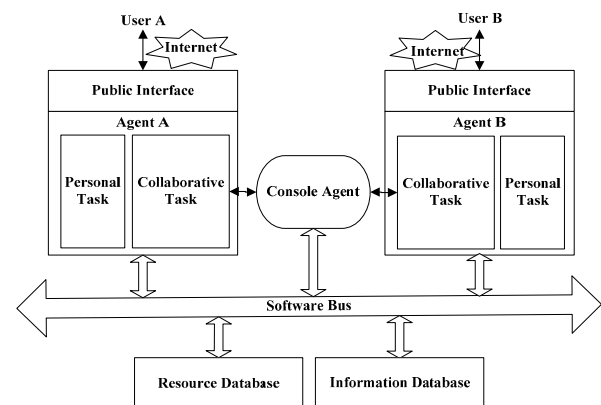 User A
Internet
User B
Internet
Public Interface
Agent A
Personal
Task
Collaborative
Task
Console Agent
Public Interface
Agent B
Collaborative
Task
Personal
Task
Software Bus
Resource Database
Information Database